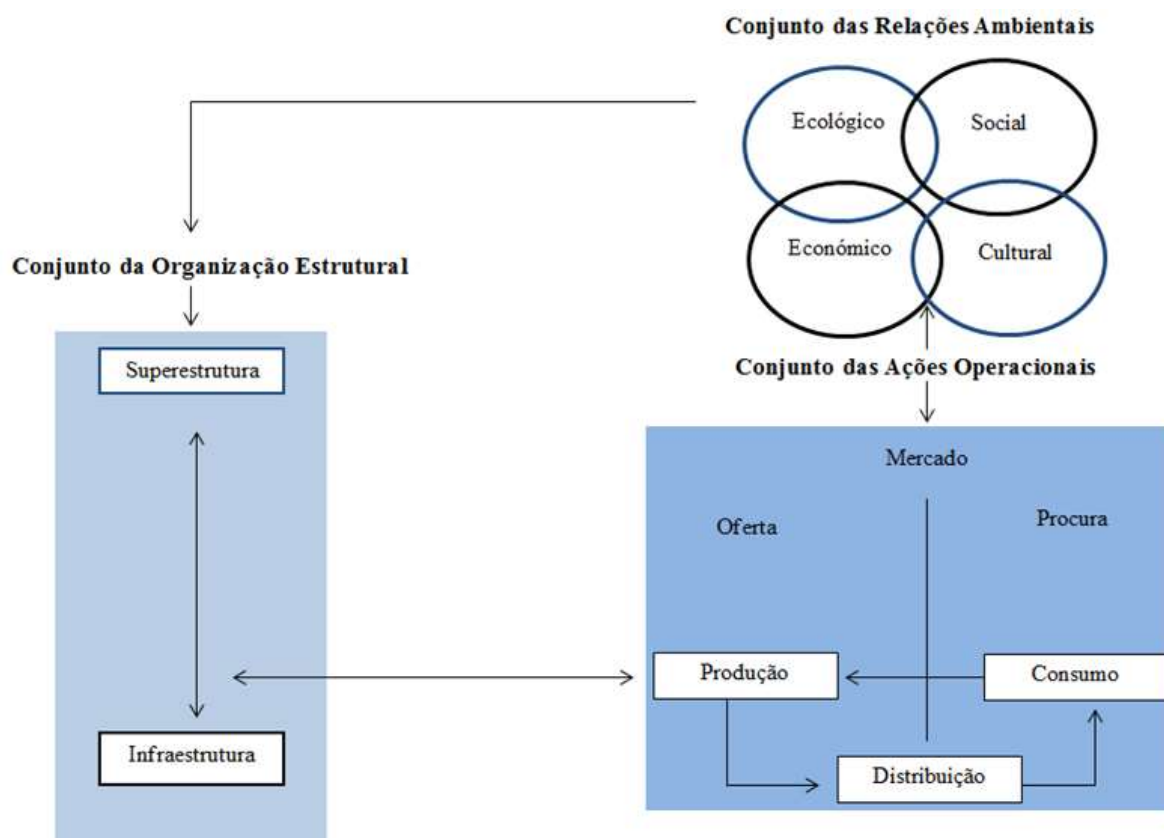 Conjunto das Relações Ambientais
Ecológico
Social
Económico
Cultural
Conjunto da Organização Estrutural
Superestrutura
Infraestrutura
Conjunto das Ações Operacionais
Mercado
Oferta
Procura
Produção
Consumo
Distribuição